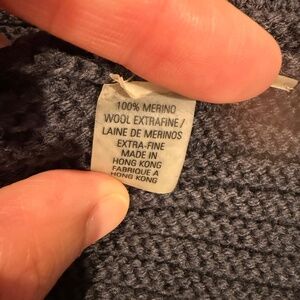 100% MERINO
WOOL EXTRAFINE/
LAINE DE MERINOS
EXTRA-FINE
MADE IN
HONG KONG
FABRIQUE A
HONG KONG